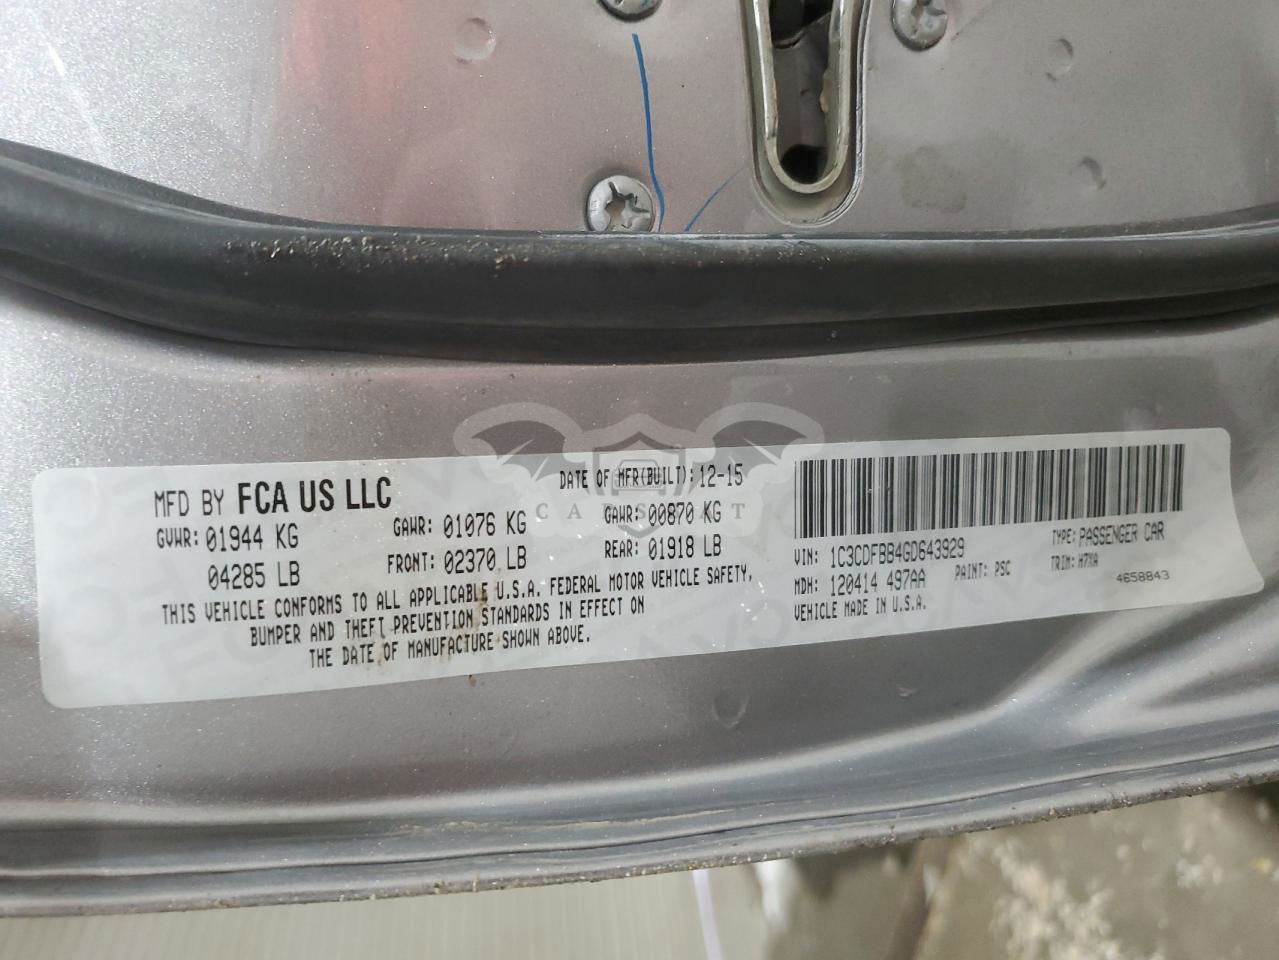 MFD BY FCA US LLC
DATE OF MFR(BUILT): 12-15
GVWR: 01944 KG
GAWR: 01076 KG
GAWR: 00870 KG
04285 LB
FRONT: 02370 LB
REAR: 01918 LB
THIS VEHICLE CONFORMS TO ALL APPLICABLE U.S.A. FEDERAL MOTOR VEHICLE SAFETY,
BUMPER AND THEFT PREVENTION STANDARDS IN EFFECT ON
THE DATE OF MANUFACTURE SHOWN ABOVE.
VIN: 1C3CDFBB4GD643929
TYPE: PASSENGER CAR
MDH: 120414 497AA
PAINT: PSC
TRIM: H7XA
VEHICLE MADE IN U.S.A.
4658843